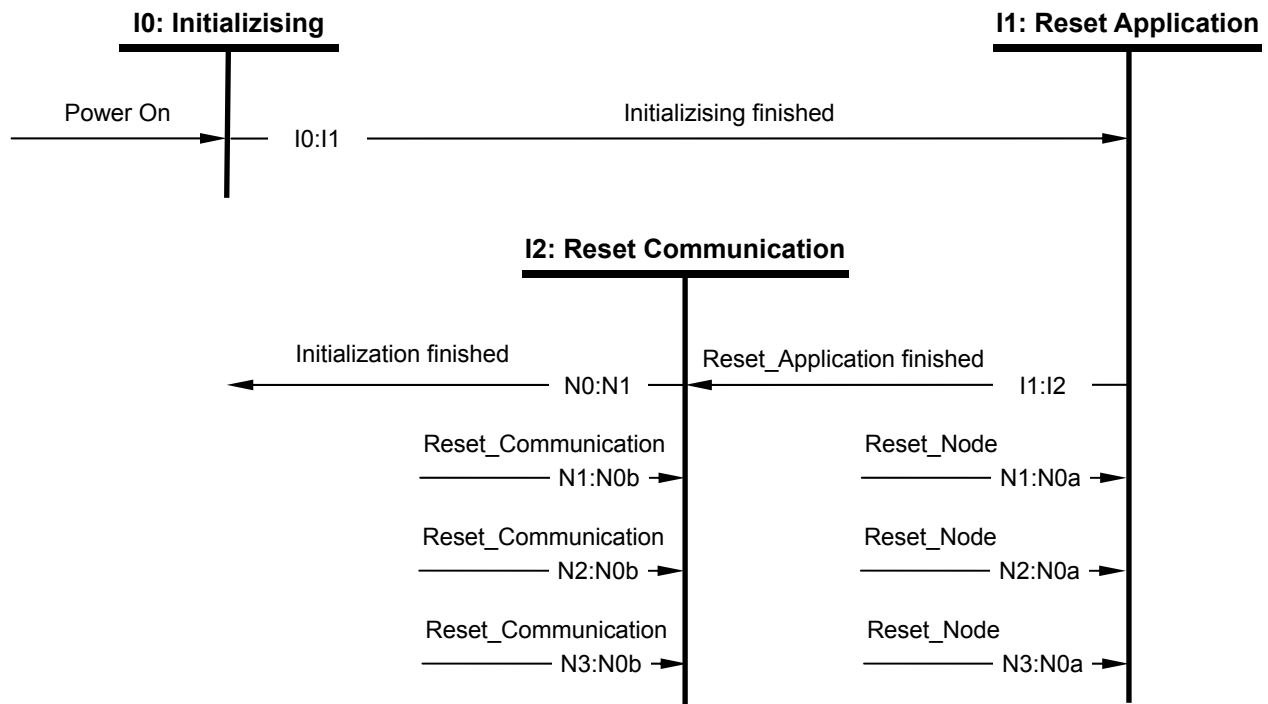 I0: Initializising
I1: Reset Application
Power On
Initializising finished
I0:I1
I2: Reset Communication
Initialization finished
Reset_Application finished
N0:N1
I1:I2
Reset_Communication
Reset_Node
N1:N0b
N1:N0a
Reset_Communication
Reset_Node
N2:N0b
N2:N0a
Reset_Communication
Reset_Node
N3:N0b
N3:N0a